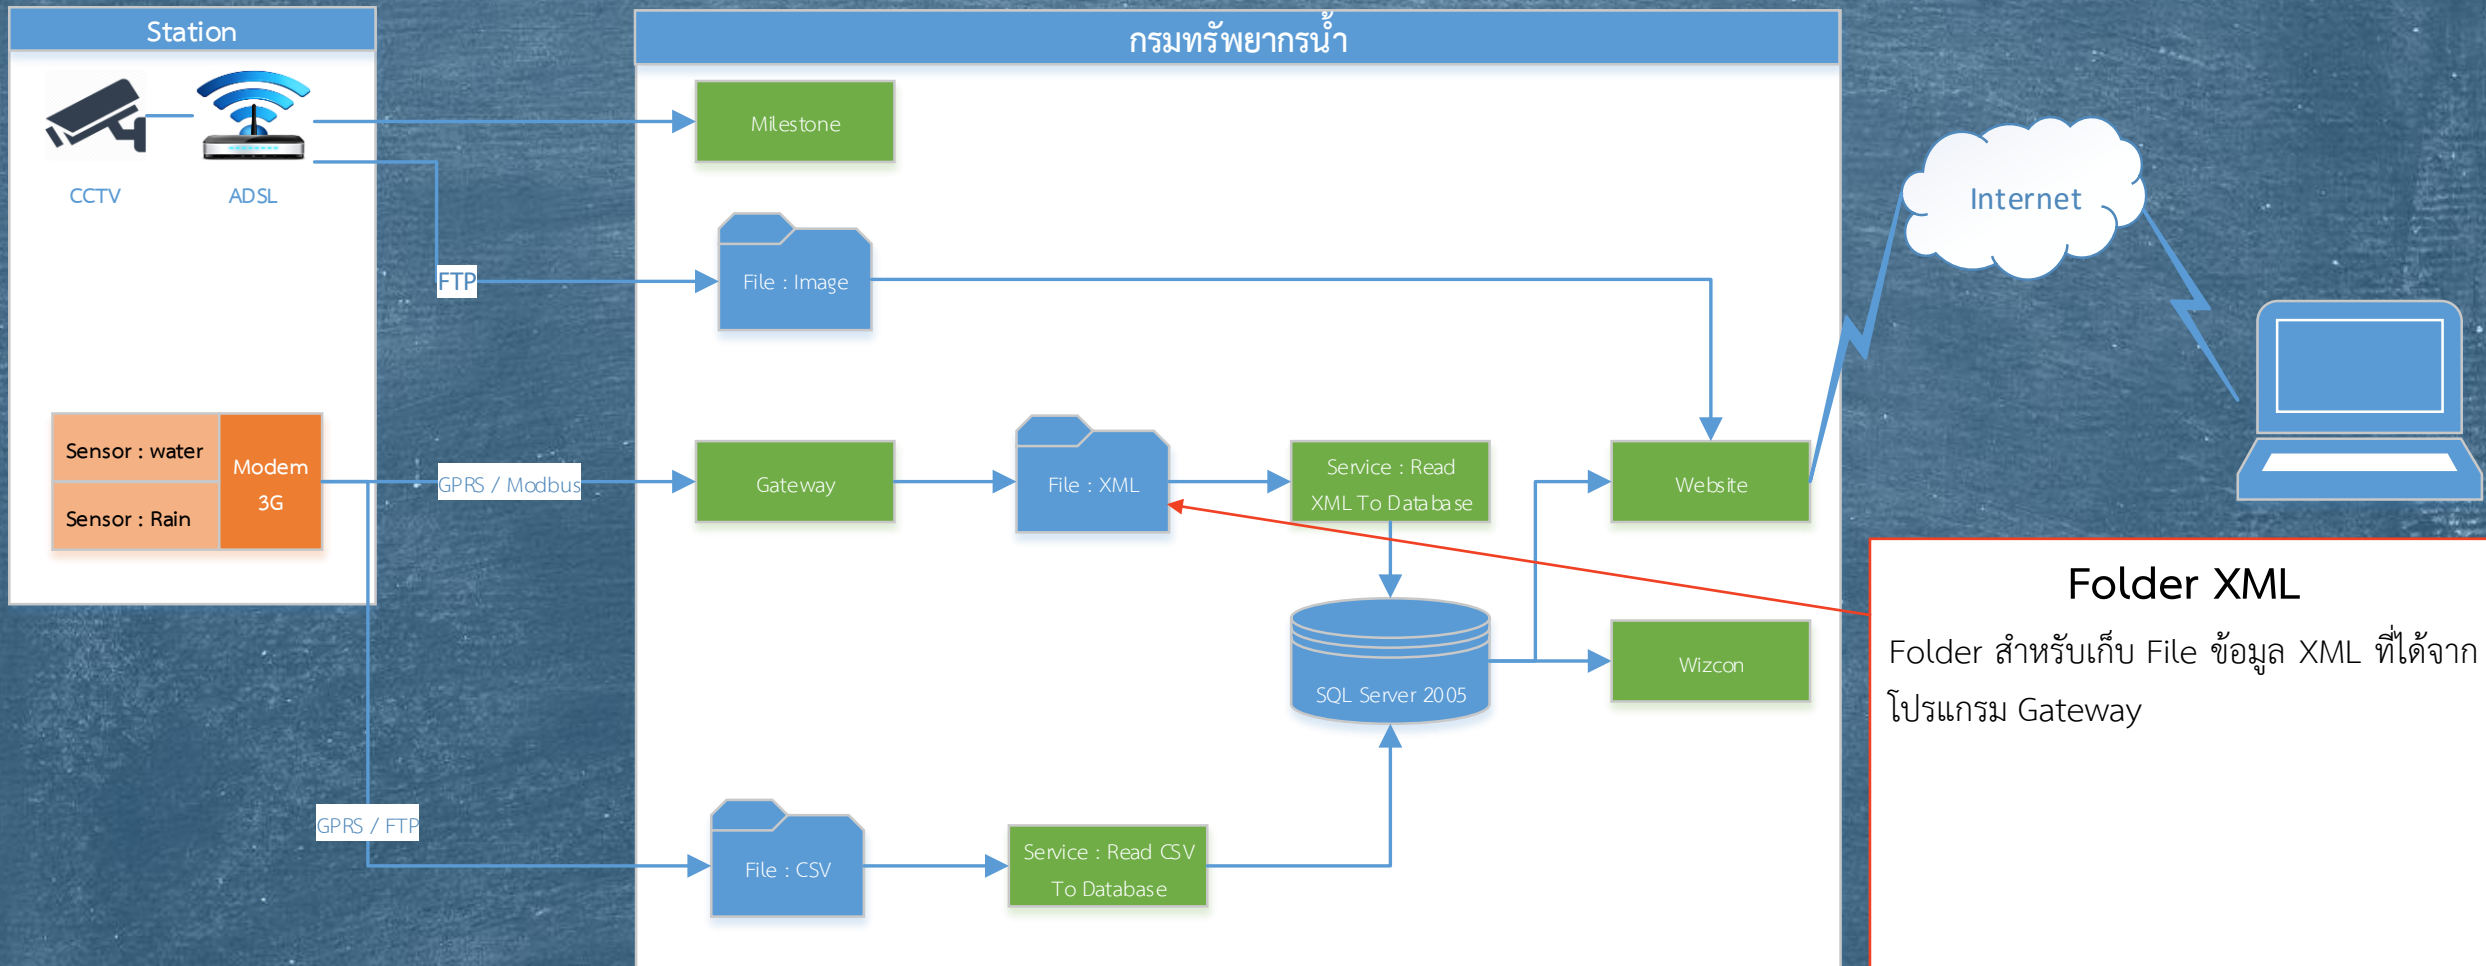 Station
กรมทรัพยากรน้ำ
CCTV
ADSL
Milestone
FTP
File : Image
Internet
Sensor : water
Sensor : Rain
Modem
3G
GPRS / Modbus
Gateway
File : XML
Service : Read
XML To Database
Website
SQL Server 2005
Wizcon
GPRS / FTP
File : CSV
Service : Read CSV
To Database
Folder XML
Folder สำหรับเก็บ File ข้อมูล XML ที่ได้จาก
โปรแกรม Gateway